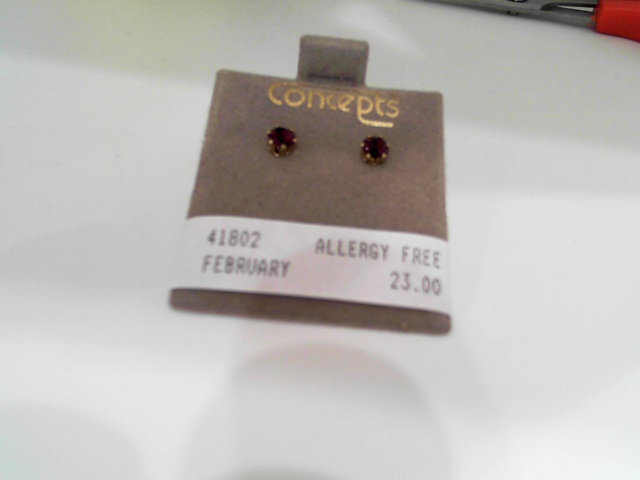 Concepts
41802 ALLERGY FREE
FEBRUARY 23.00